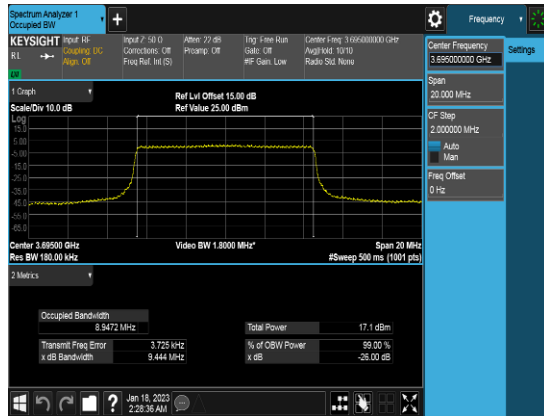 Spectrum Analyzer 1
Occupied BW
+
Frequency
KEYSIGHT
RL
Input: RF
Coupling: DC
Align: Off
Input Z: 50 Ω
Corrections: Off
Freq Ref: Int (S)
Atten: 22 dB
Preamp: Off
Trig: Free Run
Gate: Off
#IF Gain: Low
Center Freq: 3.695000000 GHz
Avg|Hold: 10/10
Radio Std: None
Center Frequency
3.695000000 GHz
Settings
Span
20.000 MHz
CF Step
2.000000 MHz
Auto
Man
Freq Offset
0 Hz
1 Graph
Scale/Div 10.0 dB
Ref Lvl Offset 15.00 dB
Ref Value 25.00 dBm
Log
15.0
5.00
-5.00
-15.0
-25.0
-35.0
-45.0
-55.0
-65.0
Center 3.69500 GHz
Res BW 180.00 kHz
Video BW 1.8000 MHz*
Span 20 MHz
#Sweep 500 ms (1001 pts)
2 Metrics
Occupied Bandwidth
8.9472 MHz
Total Power 17.1 dBm
Transmit Freq Error 3.725 kHz
% of OBW Power 99.00 %
x dB Bandwidth 9.444 MHz
x dB -26.00 dB
?
Jan 18, 2023
2:28:36 AM